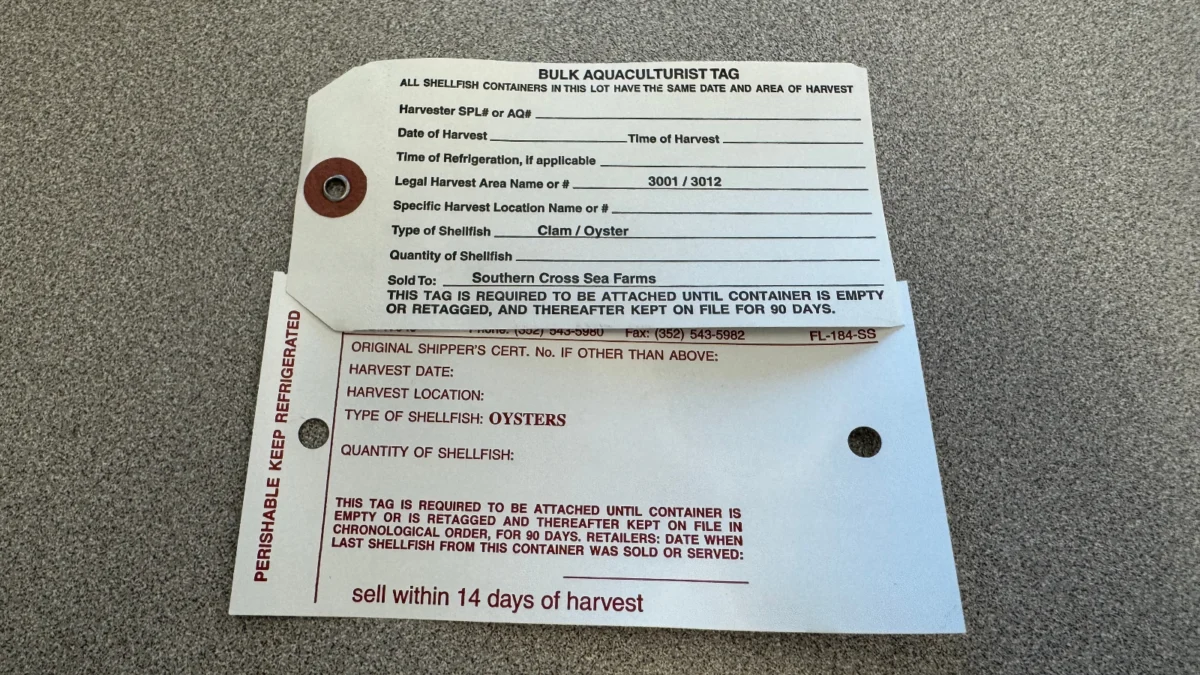 BULK AQUACULTURIST TAG
ALL SHELLFISH CONTAINERS IN THIS LOT HAVE THE SAME DATE AND AREA OF HARVEST
Harvester SPL# or AQ#
Date of Harvest Time of Harvest
Time of Refrigeration, if applicable
Legal Harvest Area Name or # 3001 / 3012
Specific Harvest Location Name or #
Type of Shellfish Clam / Oyster
Quantity of Shellfish
Sold To: Southern Cross Sea Farms
THIS TAG IS REQUIRED TO BE ATTACHED UNTIL CONTAINER IS EMPTY
OR RETAGGED, AND THEREAFTER KEPT ON FILE FOR 90 DAYS.
PERISHABLE KEEP REFRIGERATED
Phone: (352) 543-5980 Fax: (352) 543-5982 FL-184-SS
ORIGINAL SHIPPER'S CERT. No. IF OTHER THAN ABOVE:
HARVEST DATE:
HARVEST LOCATION:
TYPE OF SHELLFISH: OYSTERS
QUANTITY OF SHELLFISH:
THIS TAG IS REQUIRED TO BE ATTACHED UNTIL CONTAINER IS
EMPTY OR IS RETAGGED AND THEREAFTER KEPT ON FILE IN
CHRONOLOGICAL ORDER, FOR 90 DAYS. RETAILERS: DATE WHEN
LAST SHELLFISH FROM THIS CONTAINER WAS SOLD OR SERVED:
sell within 14 days of harvest